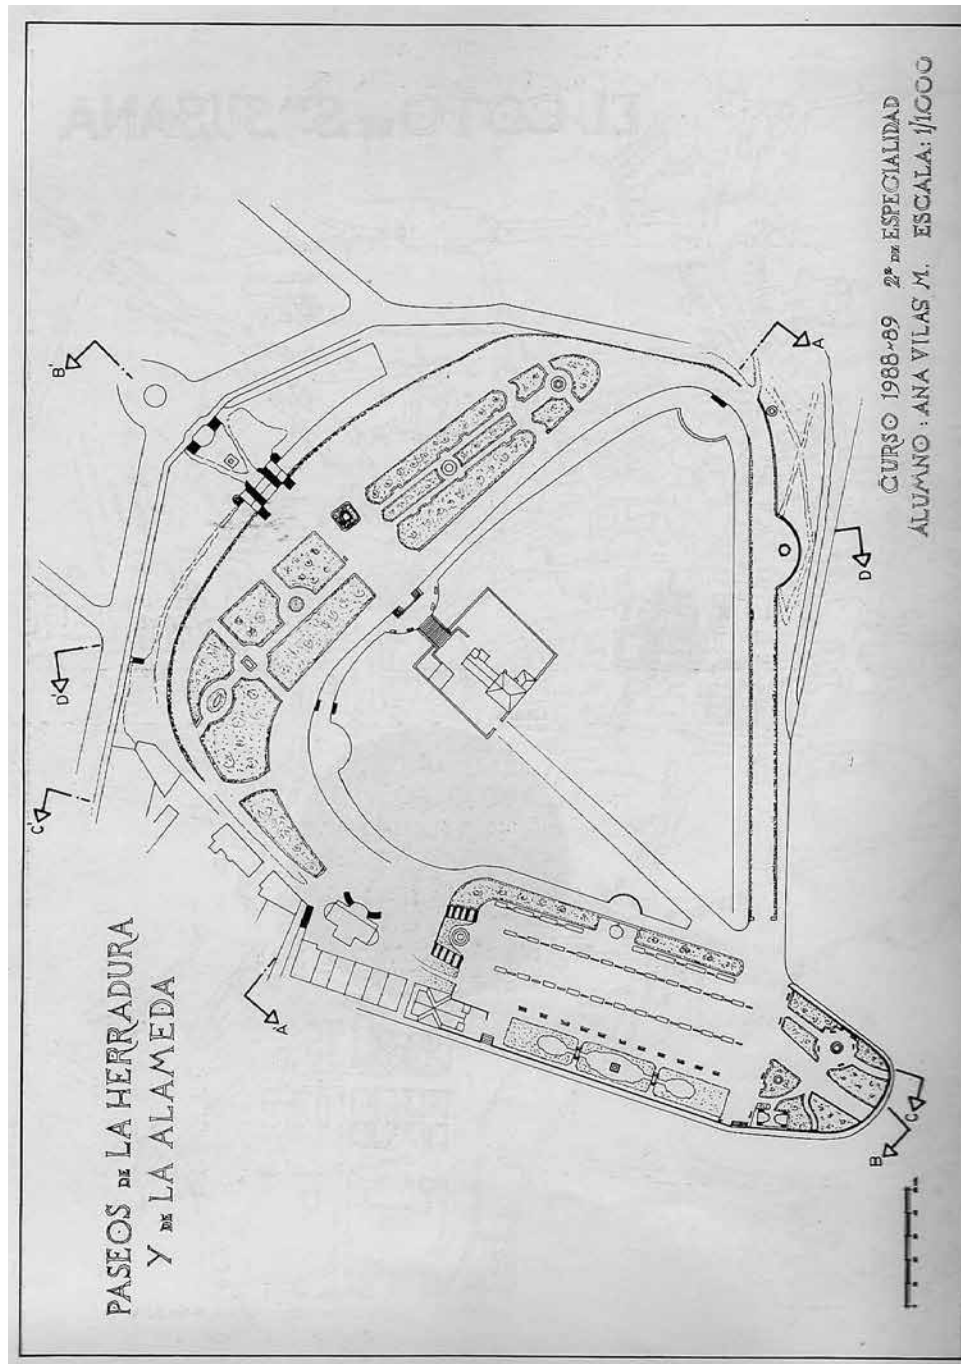 PASEOS DE LA HERRADURA
Y DE LA ALAMEDA
CURSO 1988-89 2º DE ESPECIALIDAD
ALUMNO : ANA VILAS M. ESCALA: 1/1000
EL COTO DE Sta SUSANA
B'
D'
C'
A'
A
D
B
C